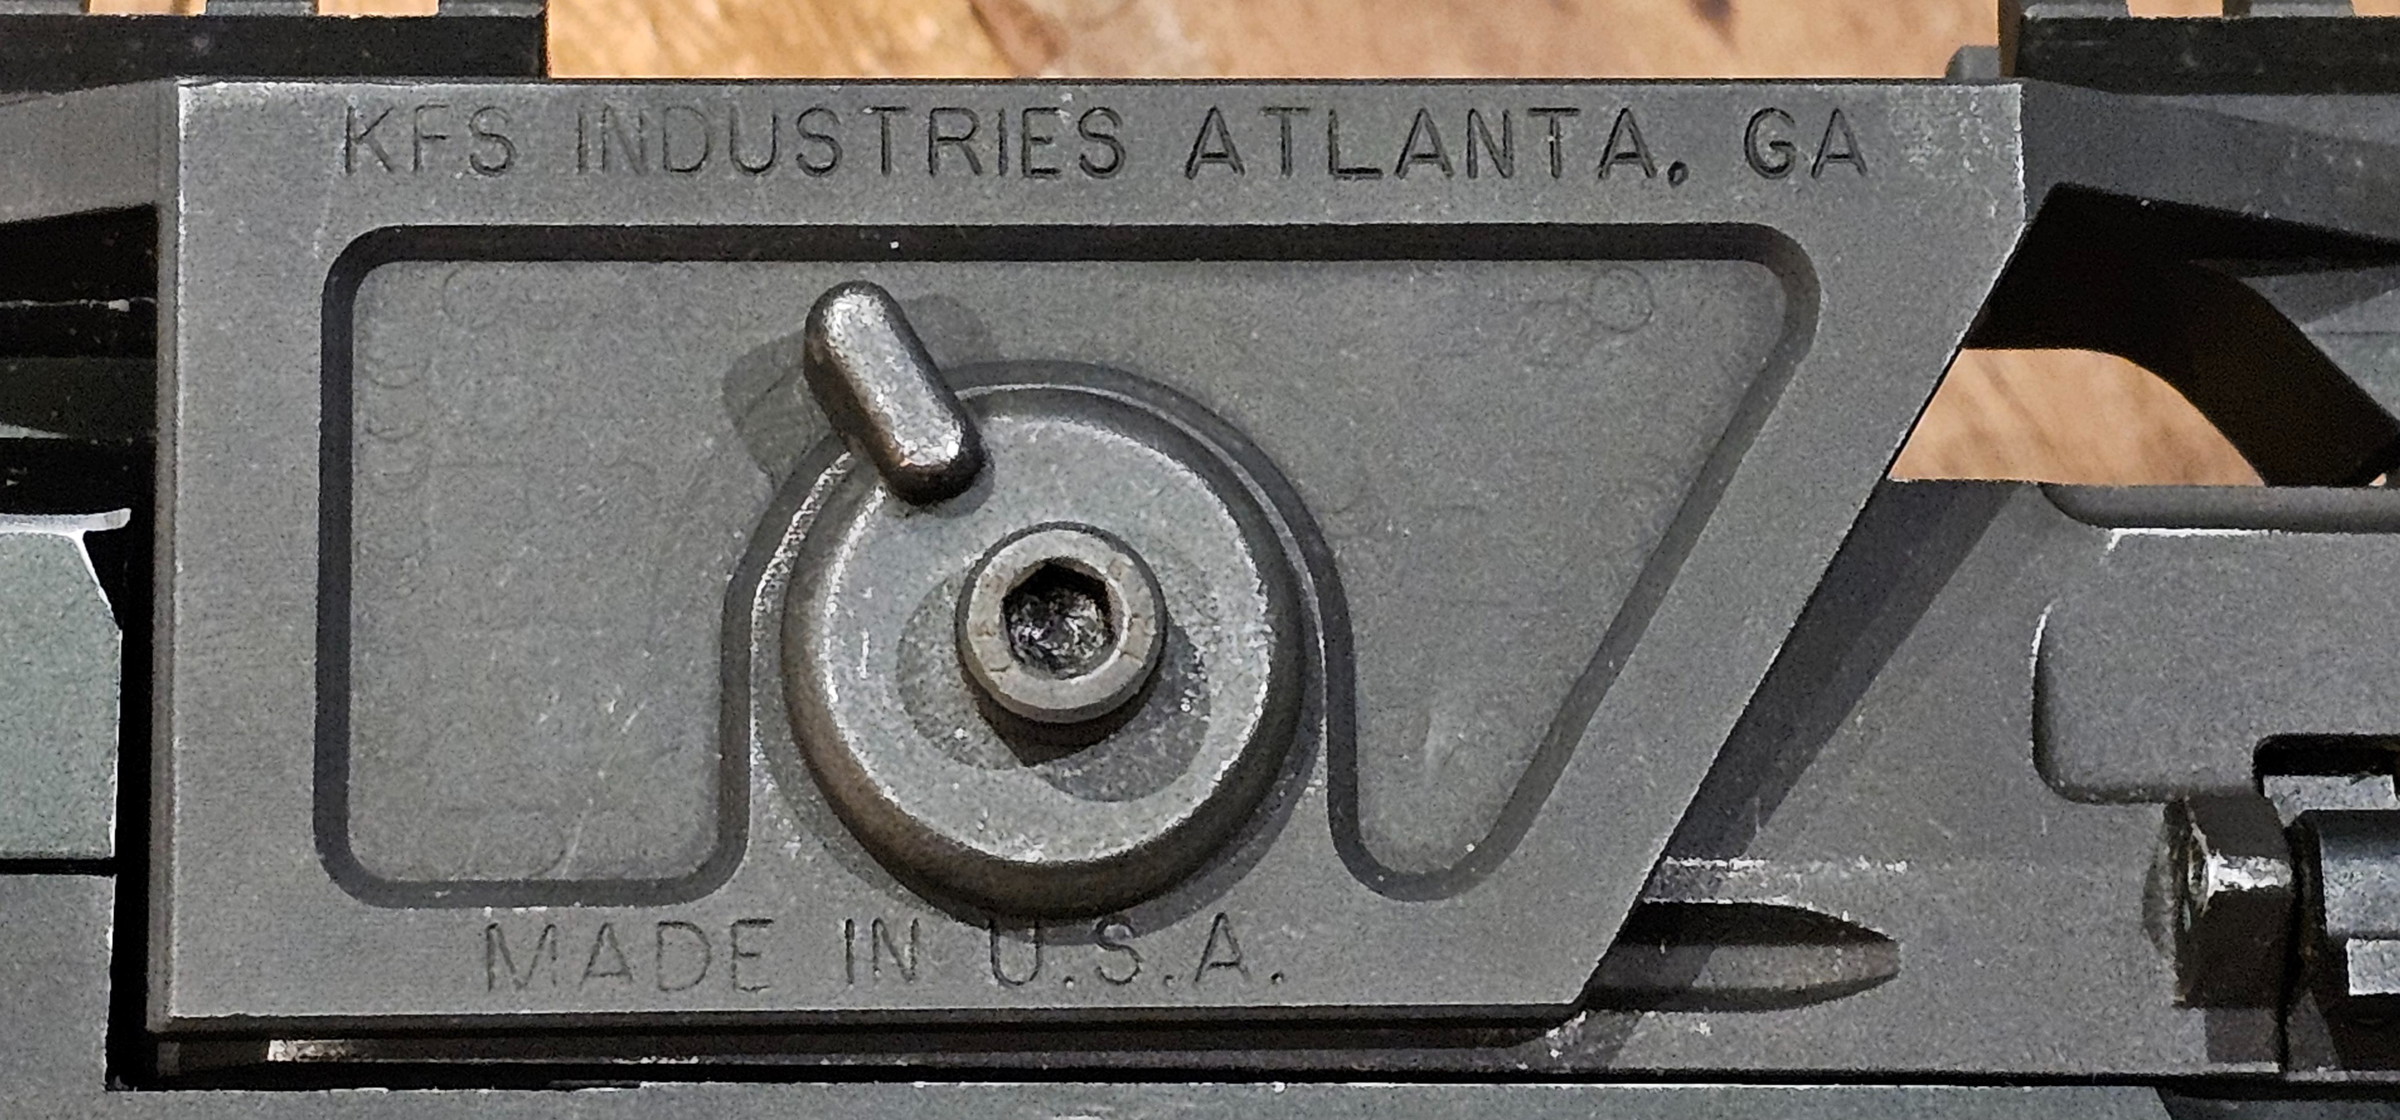 KFS INDUSTRIES ATLANTA. GA
MADE IN U.S.A.